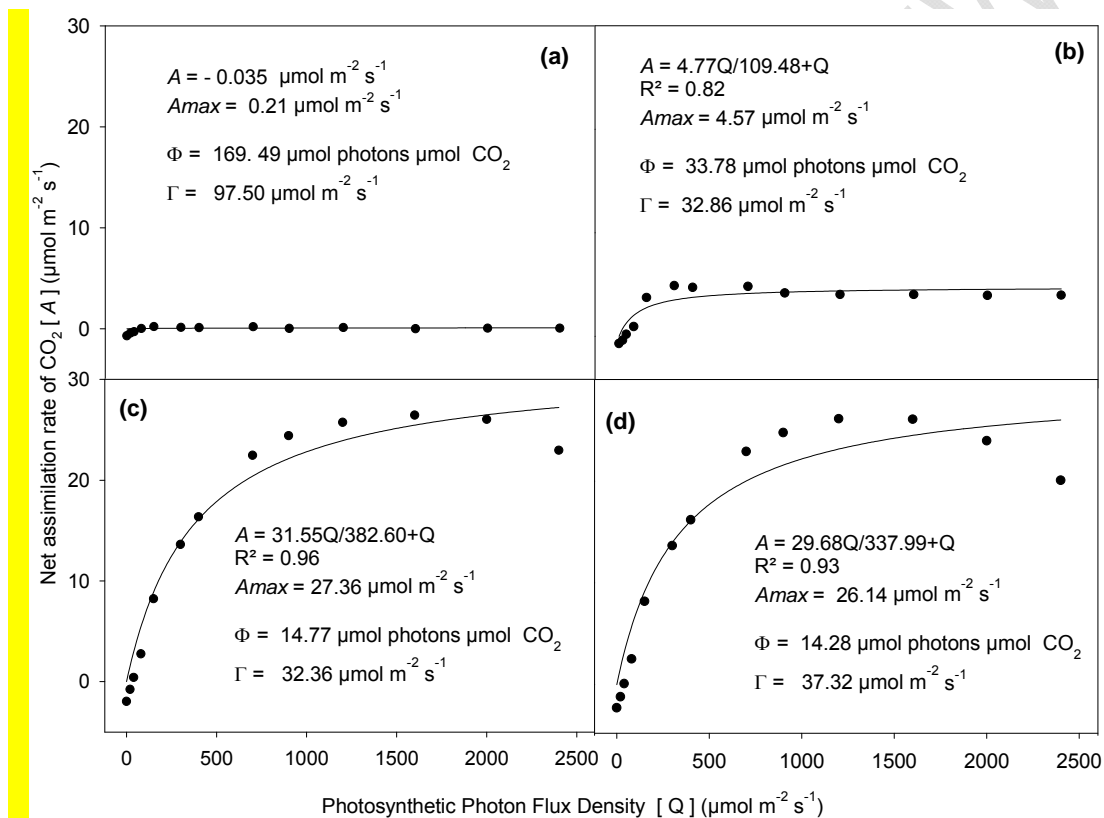 30
20
10
0
30
20
10
0
Net assimilation rate of CO2 [ A ] (µmol m-2 s-1)
(a)
A = - 0.035 µmol m-2 s-1
Amax = 0.21 µmol m-2 s-1
Φ = 169. 49 µmol photons µmol CO2
Γ = 97.50 µmol m-2 s-1
(b)
A = 4.77Q/109.48+Q
R² = 0.82
Amax = 4.57 µmol m-2 s-1
Φ = 33.78 µmol photons µmol CO2
Γ = 32.86 µmol m-2 s-1
(c)
A = 31.55Q/382.60+Q
R² = 0.96
Amax = 27.36 µmol m-2 s-1
Φ = 14.77 µmol photons µmol CO2
Γ = 32.36 µmol m-2 s-1
(d)
A = 29.68Q/337.99+Q
R² = 0.93
Amax = 26.14 µmol m-2 s-1
Φ = 14.28 µmol photons µmol CO2
Γ = 37.32 µmol m-2 s-1
0 500 1000 1500 2000 2500 0 500 1000 1500 2000 2500
Photosynthetic Photon Flux Density [ Q ] (µmol m-2 s-1)